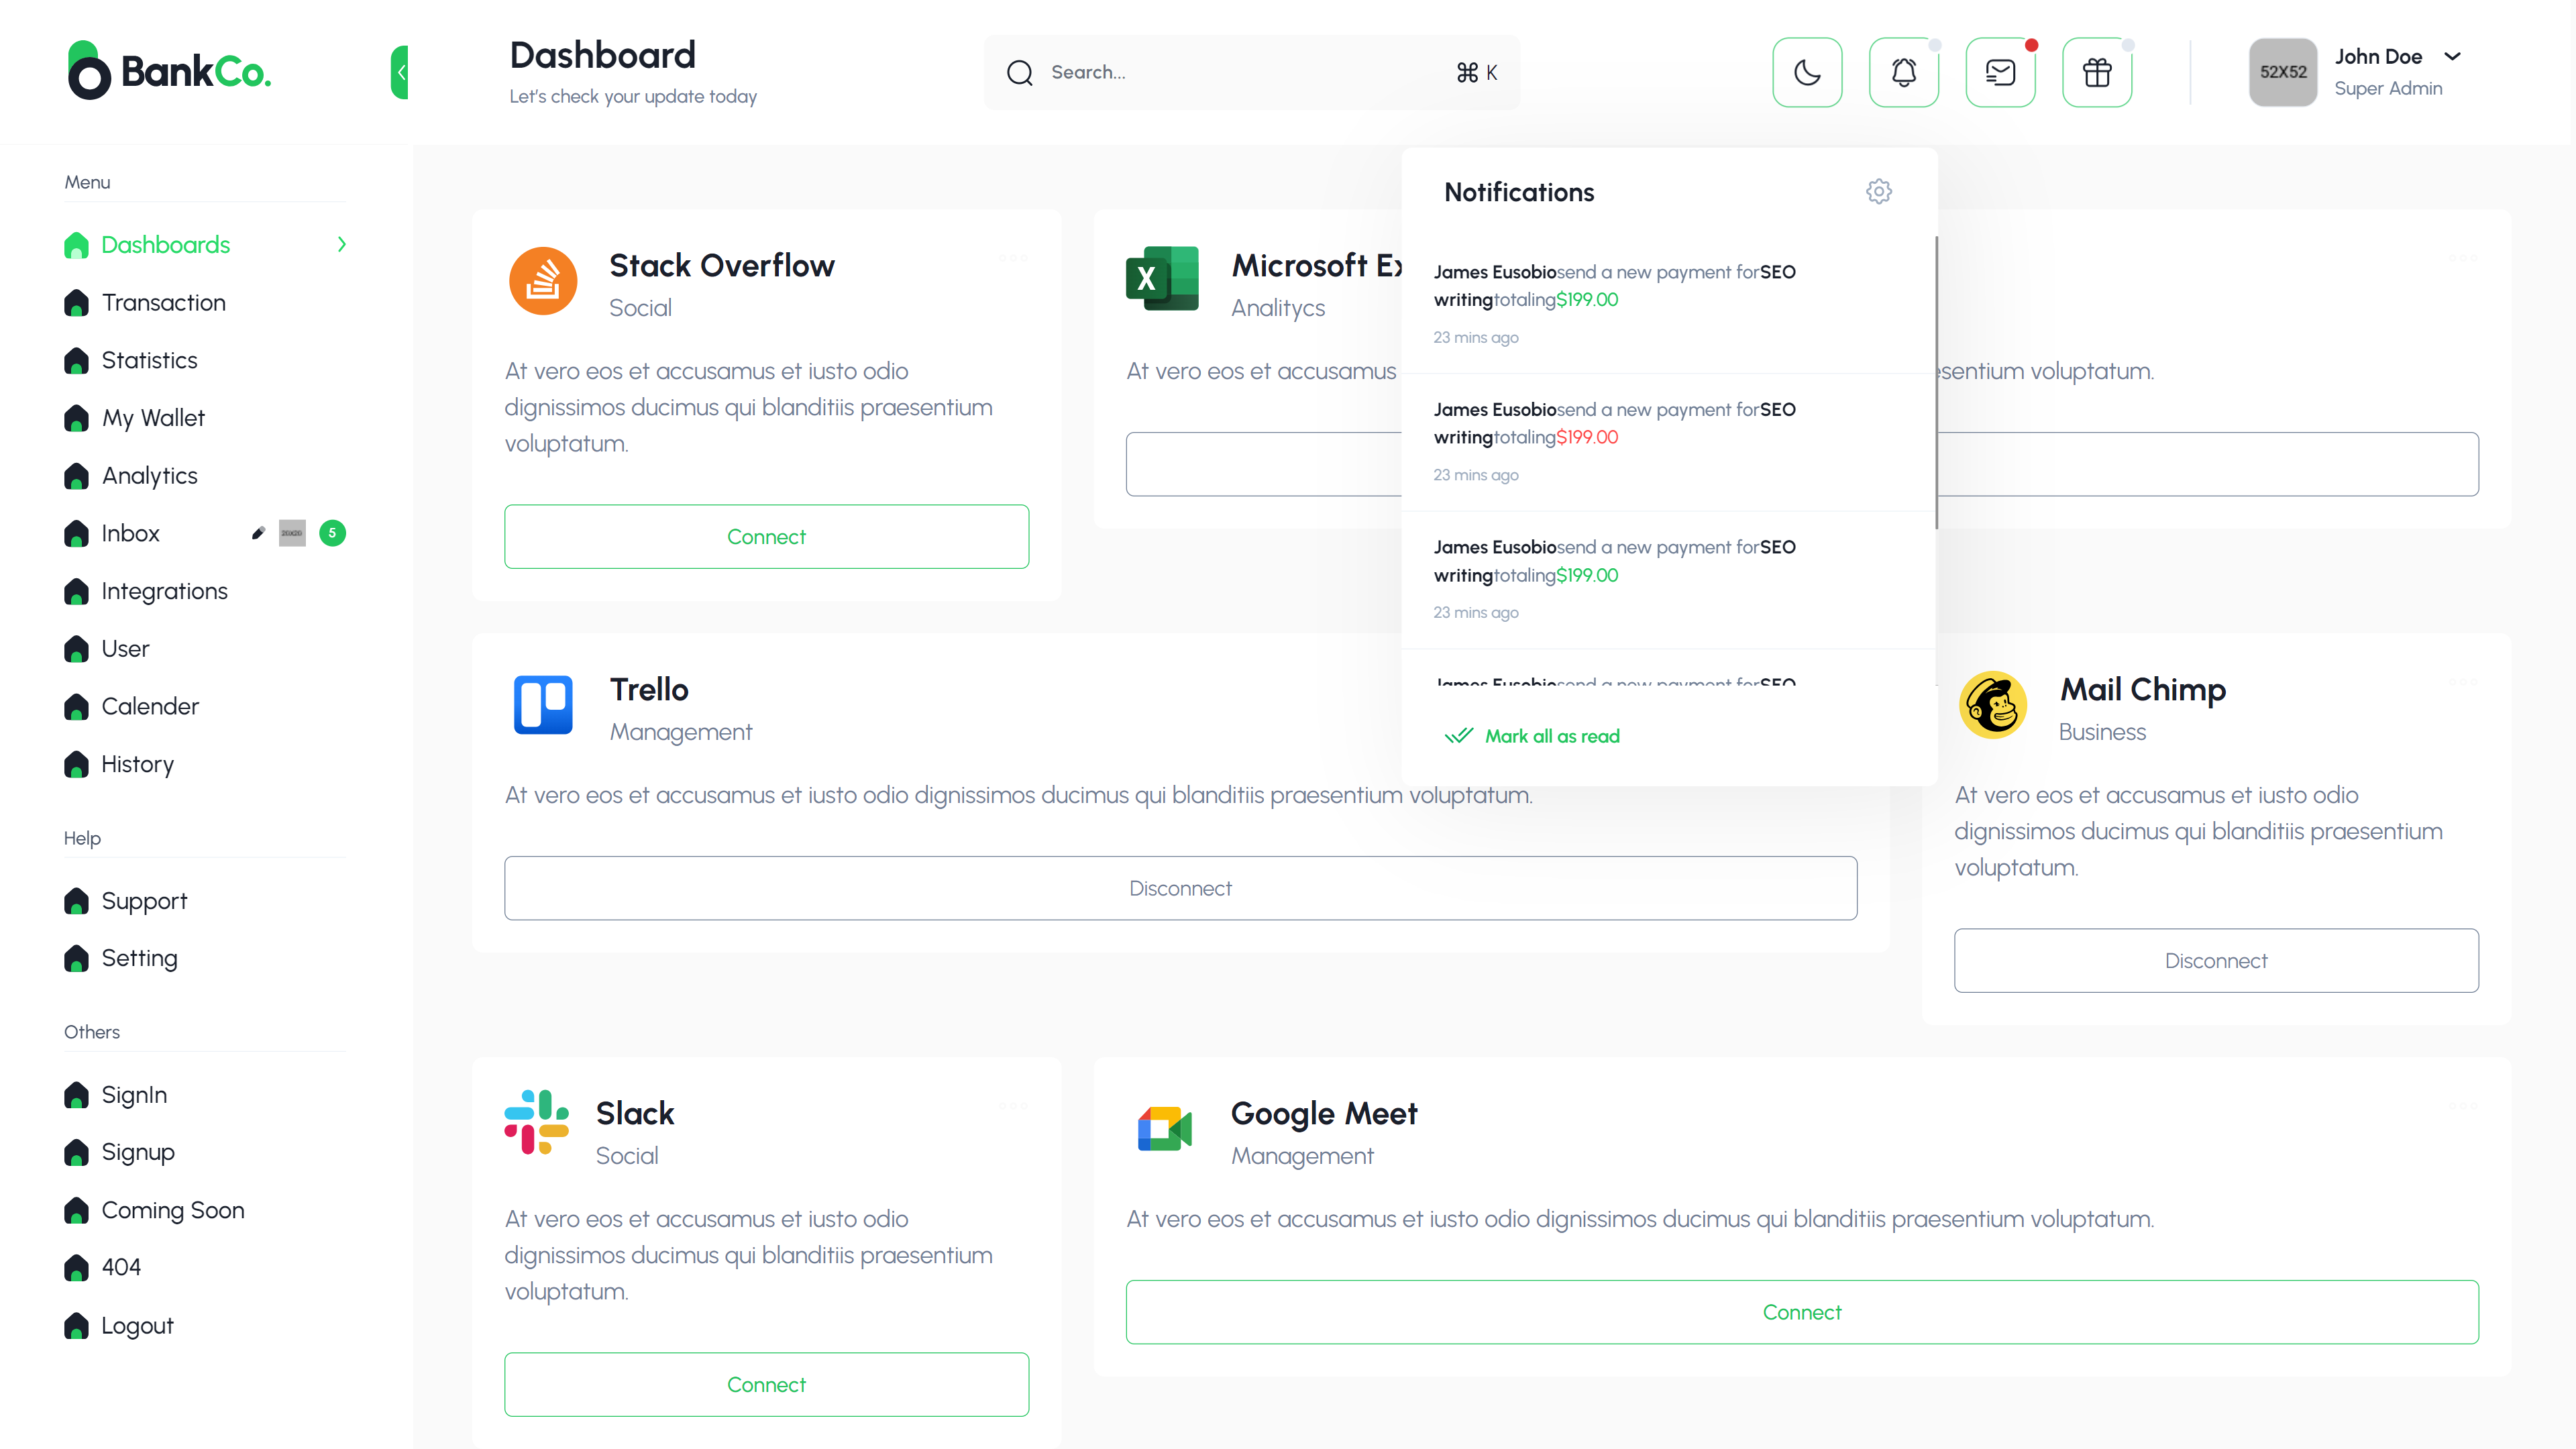 BankCo.
Dashboard
Let's check your update today
Search...
⌘ K
52X52
John Doe
Super Admin
Menu
Dashboards
Transaction
Statistics
My Wallet
Analytics
Inbox
5
Integrations
User
Calender
History
Help
Support
Setting
Others
SignIn
Signup
Coming Soon
404
Logout
Stack Overflow
Social
At vero eos et accusamus et iusto odio
dignissimos ducimus qui blanditiis praesentium
voluptatum.
Connect
Microsoft Ex
Analitycs
At vero eos et accusamus
esentium voluptatum.
Notifications
James Eusobiosend a new payment forSEO
writingtotaling$199.00
23 mins ago
James Eusobiosend a new payment forSEO
writingtotaling$199.00
23 mins ago
James Eusobiosend a new payment forSEO
writingtotaling$199.00
23 mins ago
James Eusobiosend a new payment forSEO
Mark all as read
Trello
Management
At vero eos et accusamus et iusto odio dignissimos ducimus qui blanditiis praesentium voluptatum.
Disconnect
Mail Chimp
Business
At vero eos et accusamus et iusto odio
dignissimos ducimus qui blanditiis praesentium
voluptatum.
Disconnect
Slack
Social
At vero eos et accusamus et iusto odio
dignissimos ducimus qui blanditiis praesentium
voluptatum.
Connect
Google Meet
Management
At vero eos et accusamus et iusto odio dignissimos ducimus qui blanditiis praesentium voluptatum.
Connect